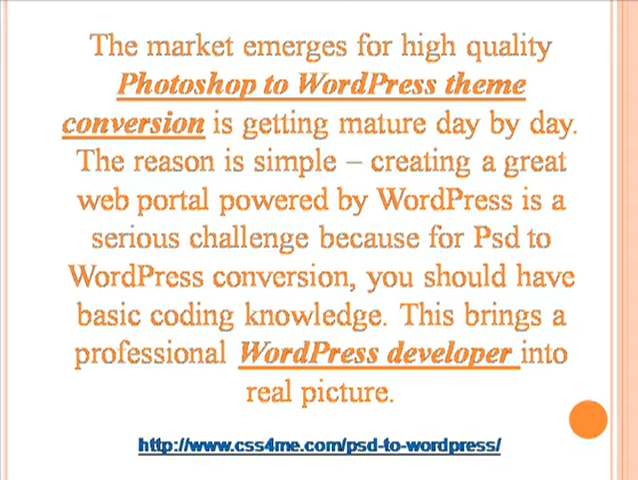 The market emerges for high quality
Photoshop to WordPress theme
conversion is getting mature day by day.
The reason is simple – creating a great
web portal powered by WordPress is a
serious challenge because for Psd to
WordPress conversion, you should have
basic coding knowledge. This brings a
professional WordPress developer into
real picture.
http://www.css4me.com/psd-to-wordpress/